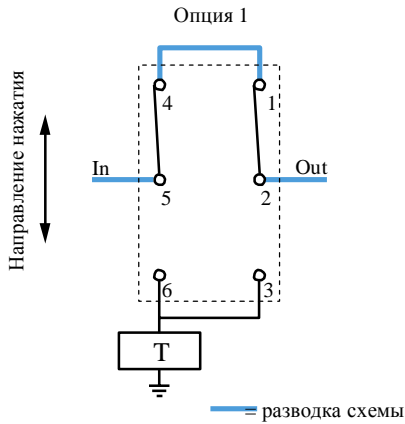 Опция 1
Направление нажатия
4 1
In Out
5 2
6 3
T
= разводка схемы